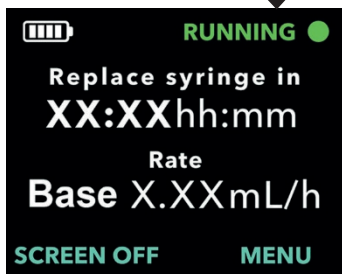 RUNNING
Replace syringe in
XX:XXhh:mm
Rate
Base X.XXmL/h
SCREEN OFF MENU